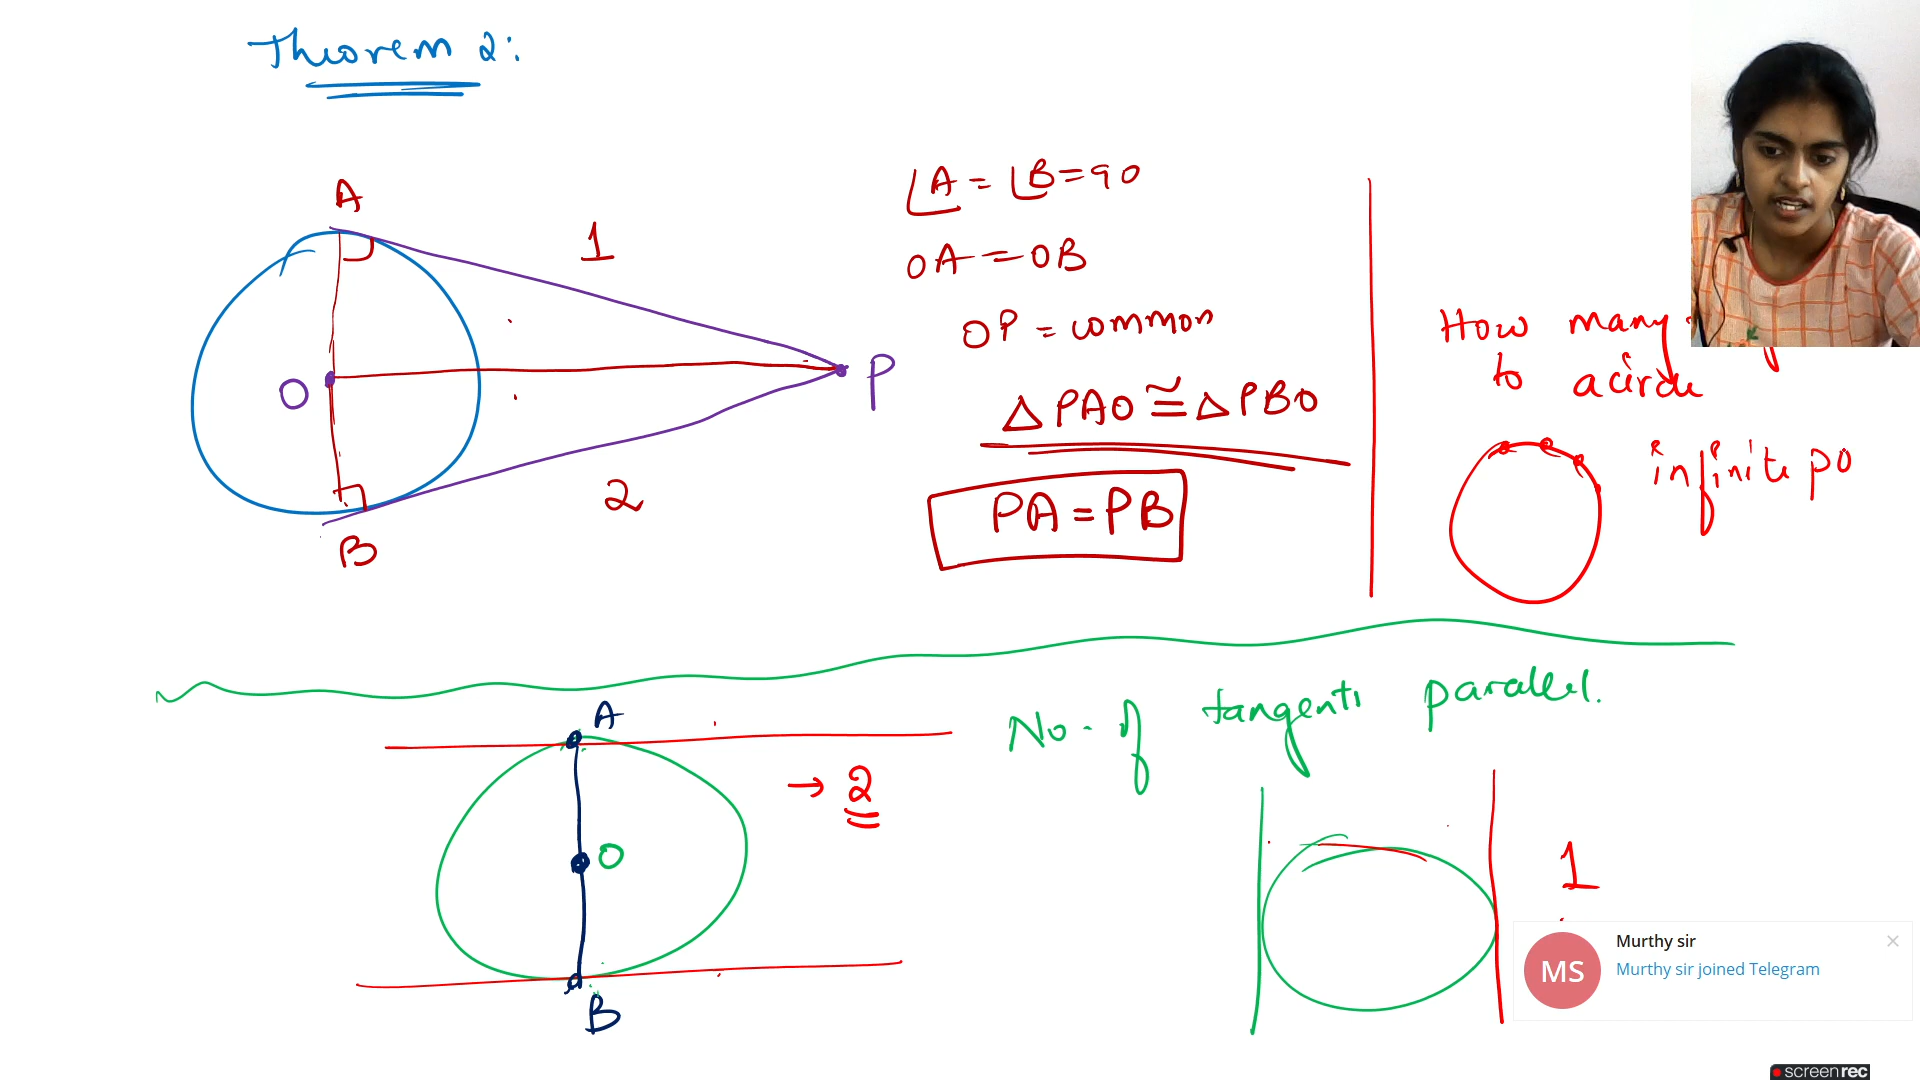 Theorem 2:
A
1
O
P
2
B
∠A = ∠B = 90
OA = OB
OP = common
△PAO ≅ △PBO
PA = PB
How many
to a circle
infinite po
No. of tangents parallel.
A
→ 2
O
B
1
MS
Murthy sir
Murthy sir joined Telegram
screenrec